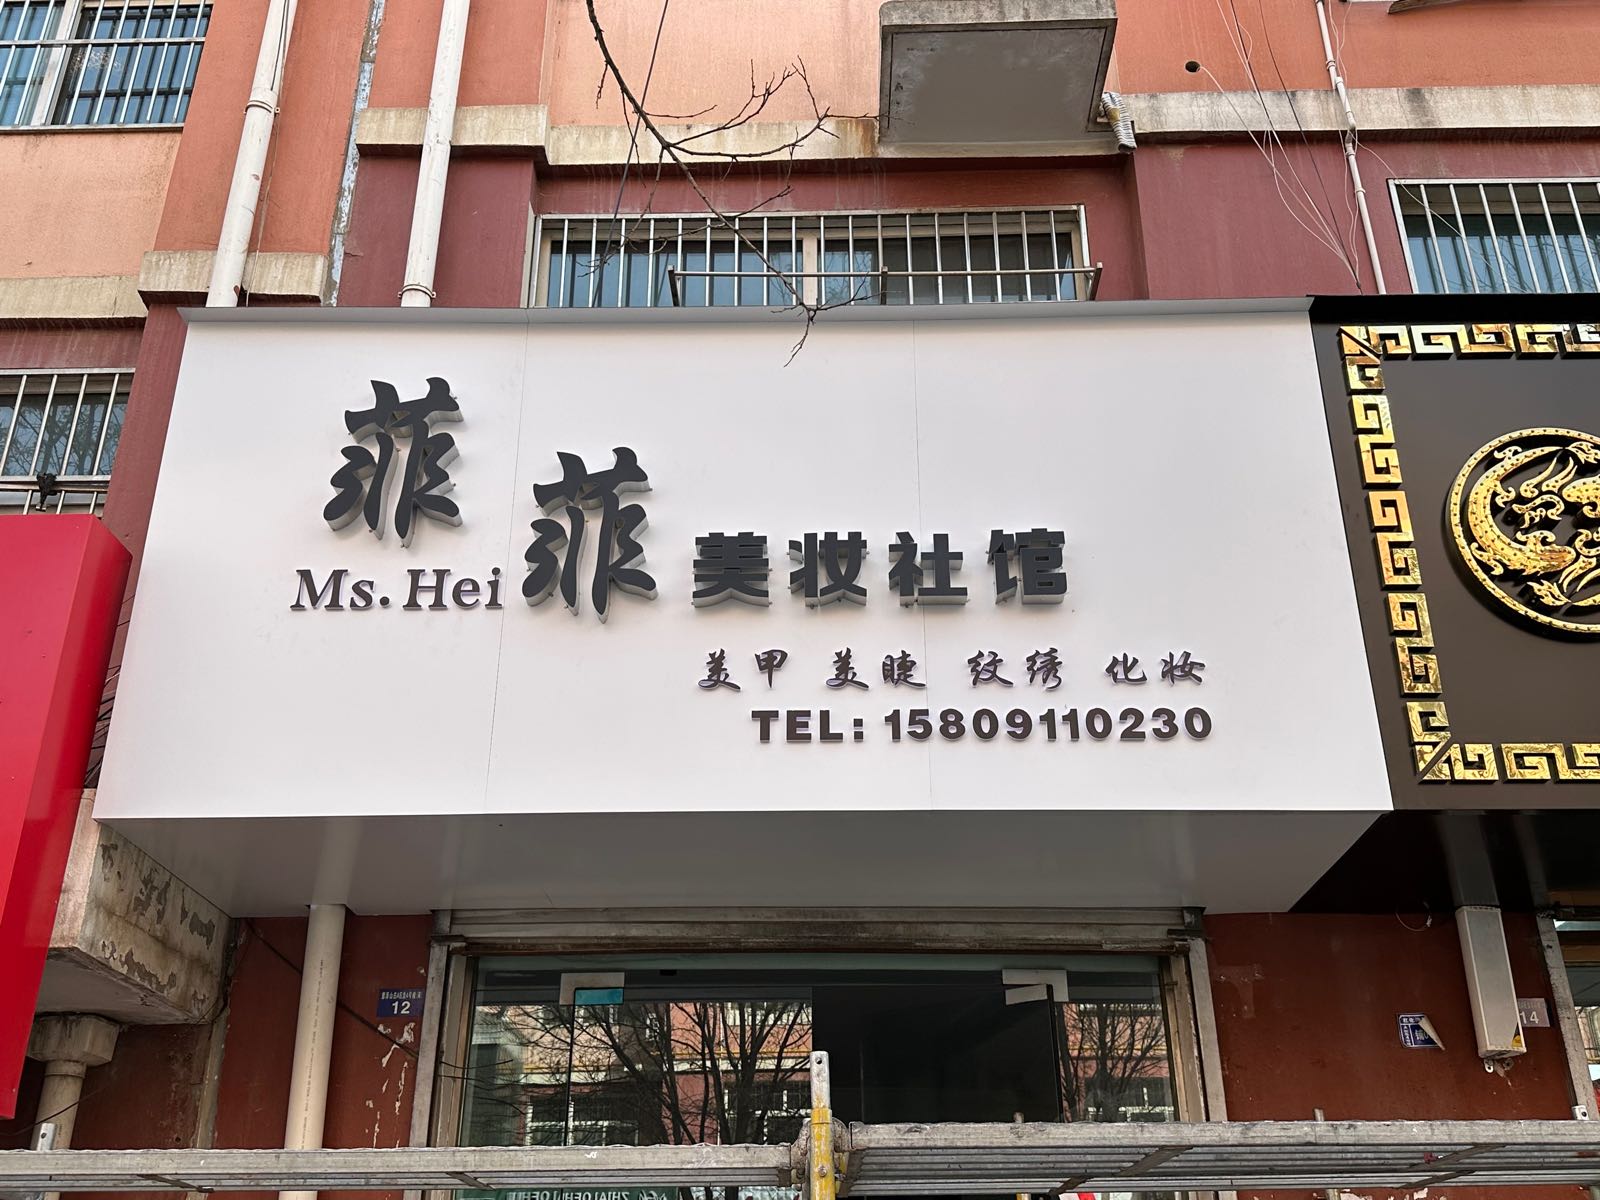 菲菲美妆社馆
Ms. Hei
美甲 美睫 纹绣 化妆
TEL: 15809110230
12
14